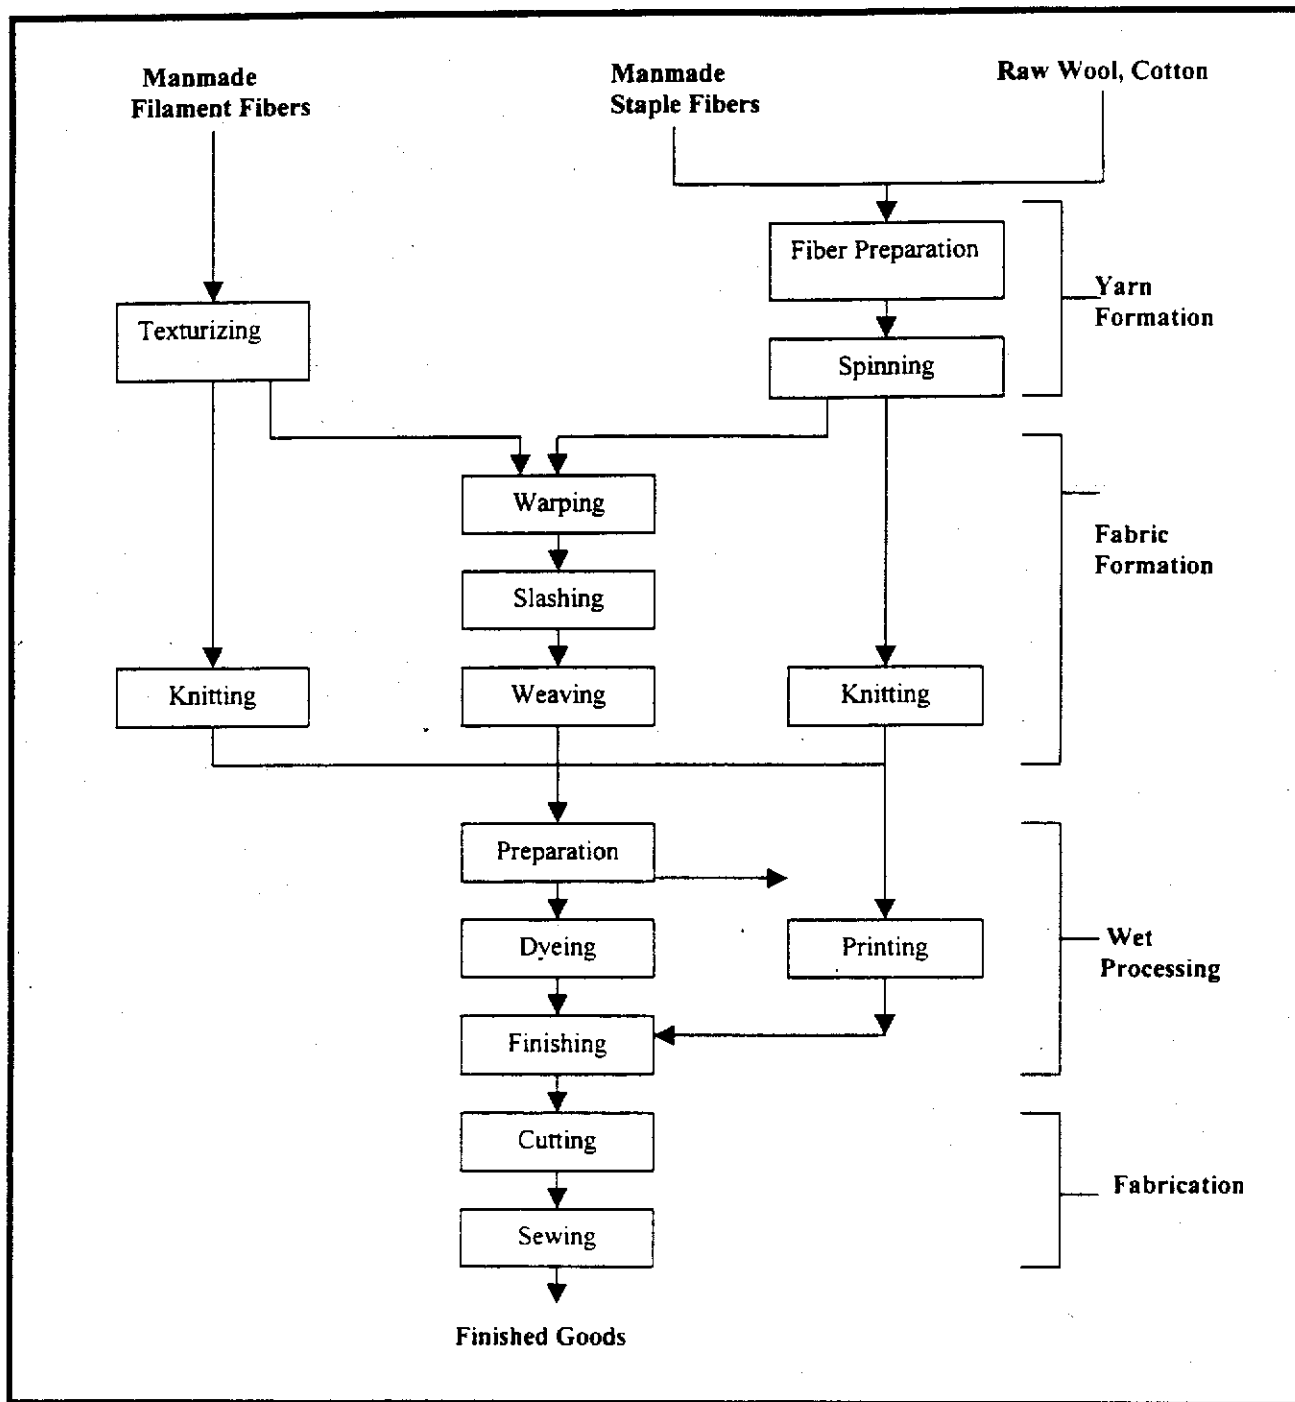 Manmade
Filament Fibers
Manmade
Staple Fibers
Raw Wool, Cotton
Fiber Preparation
Yarn
Formation
Texturizing
Spinning
Warping
Fabric
Formation
Slashing
Knitting
Weaving
Knitting
Preparation
Dyeing
Printing
Wet
Processing
Finishing
Cutting
Fabrication
Sewing
Finished Goods